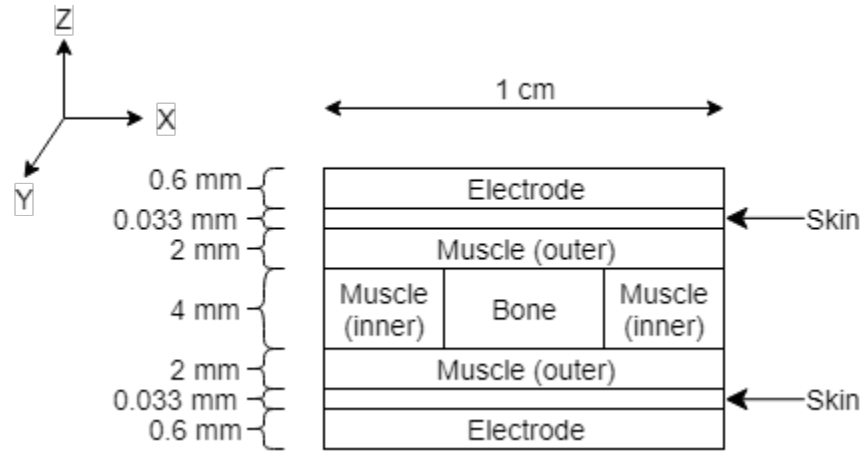 Z
X
Y
1 cm
0.6 mm
Electrode
0.033 mm
Skin
2 mm
Muscle (outer)
4 mm
Muscle
(inner)
Bone
Muscle
(inner)
2 mm
Muscle (outer)
0.033 mm
Skin
0.6 mm
Electrode